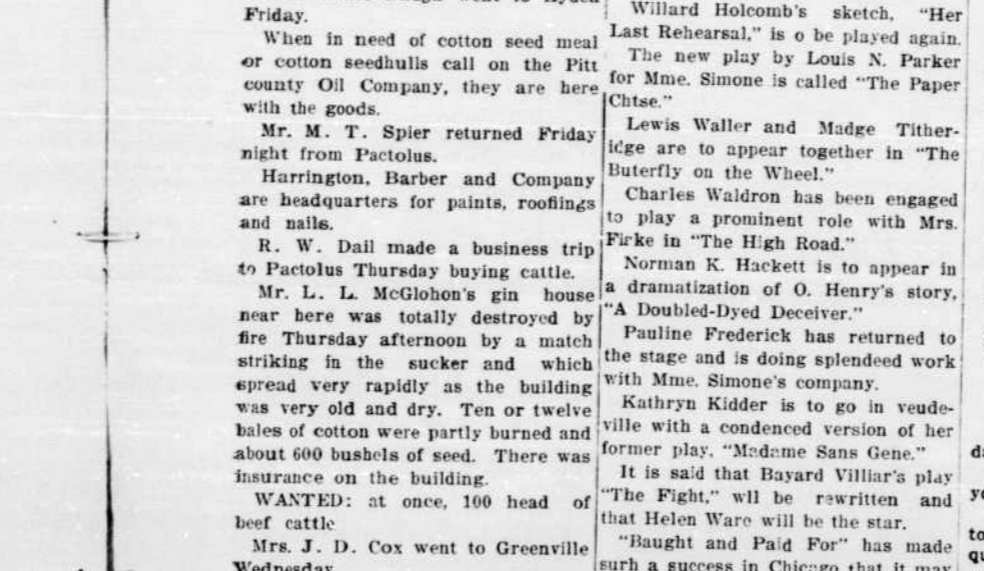 Friday.
When in need of cotton seed meal
or cotton seedhulls call on the Pitt
county Oil Company, they are here
with the goods.
Mr. M. T. Spier returned Friday
night from Pactolus.
Harrington, Barber and Company
are headquarters for paints, rooflings
and nails.
R. W. Dail made a business trip
to Pactolus Thursday buying cattle.
Mr. L. L. McGlohon's gin house
near here was totally destroyed by
fire Thursday afternoon by a match
striking in the sucker and which
spread very rapidly as the building
was very old and dry. Ten or twelve
bales of cotton were partly burned and
about 600 bushels of seed. There was
insurance on the building.
WANTED: at once, 100 head of
beef cattle
Mrs. J. D. Cox went to Greenville
Wednesday
Willard Holcomb's sketch, "Her
Last Rehearsal," is o be played again.
The new play by Louis N. Parker
for Mme. Simone is called "The Paper
Chtse."
Lewis Waller and Madge Tither-
idge are to appear together in "The
Buterfly on the Wheel."
Charles Waldron has been engaged
to play a prominent role with Mrs.
Firke in "The High Road."
Norman K. Hackett is to appear in
a dramatization of O. Henry's story,
"A Doubled-Dyed Deceiver."
Pauline Frederick has returned to
the stage and is doing splendeed work
with Mme. Simone's company.
Kathryn Kidder is to go in veude-
ville with a condenced version of her
former play, "Madame Sans Gene."
It is said that Bayard Villiar's play
"The Fight," wll be rewritten and
that Helen Ware will be the star.
"Baught and Paid For" has made
surh a success in Chicago that it may
to